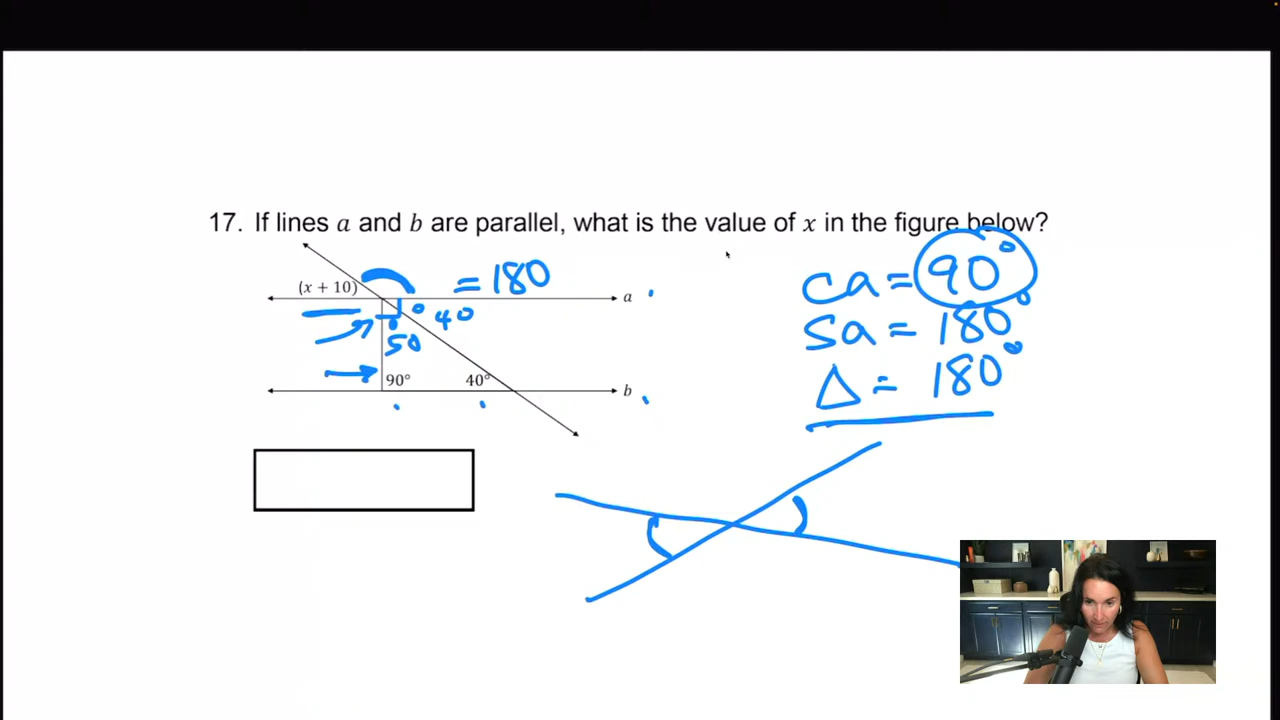 17. If lines a and b are parallel, what is the value of x in the figure below?
(x + 10)
= 180
a
40
50
90°
40°
b
ca = 90°
sa = 180°
Δ = 180°